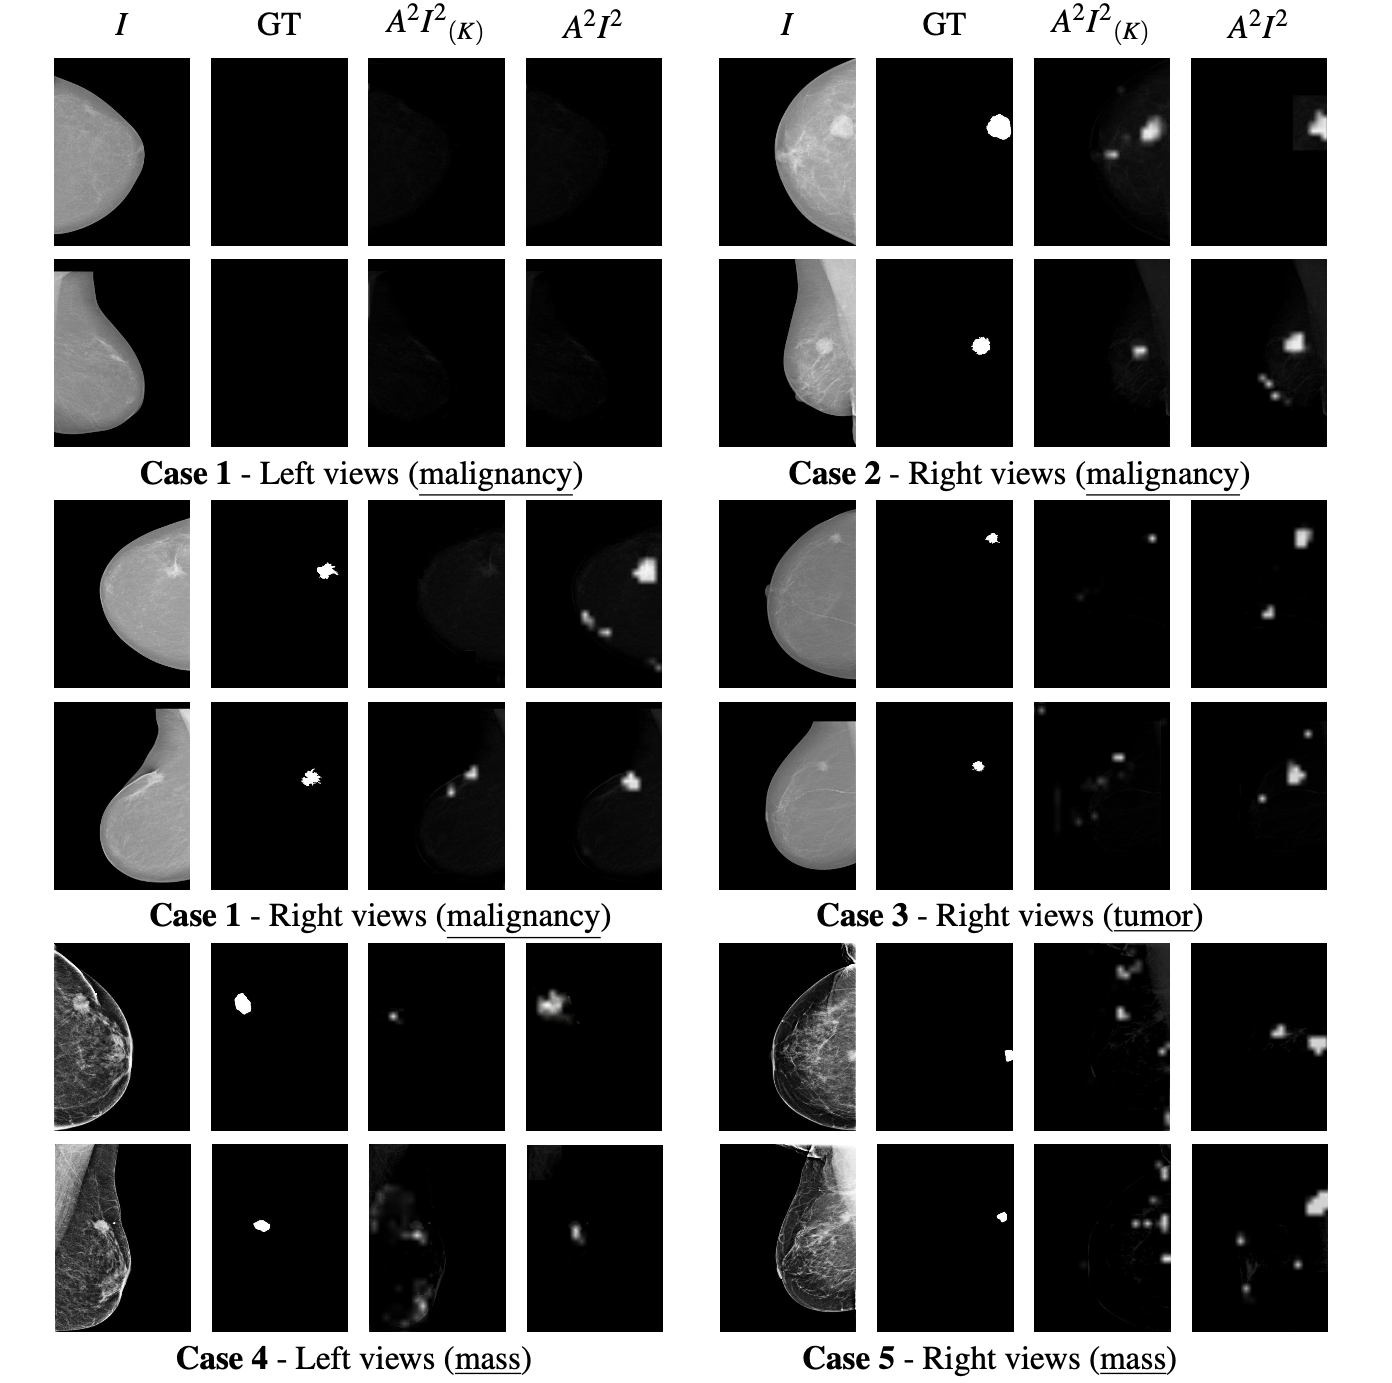 I GT A²I²(K) A²I² I GT A²I²(K) A²I²
Case 1 - Left views (malignancy) Case 2 - Right views (malignancy)
Case 1 - Right views (malignancy) Case 3 - Right views (tumor)
Case 4 - Left views (mass) Case 5 - Right views (mass)